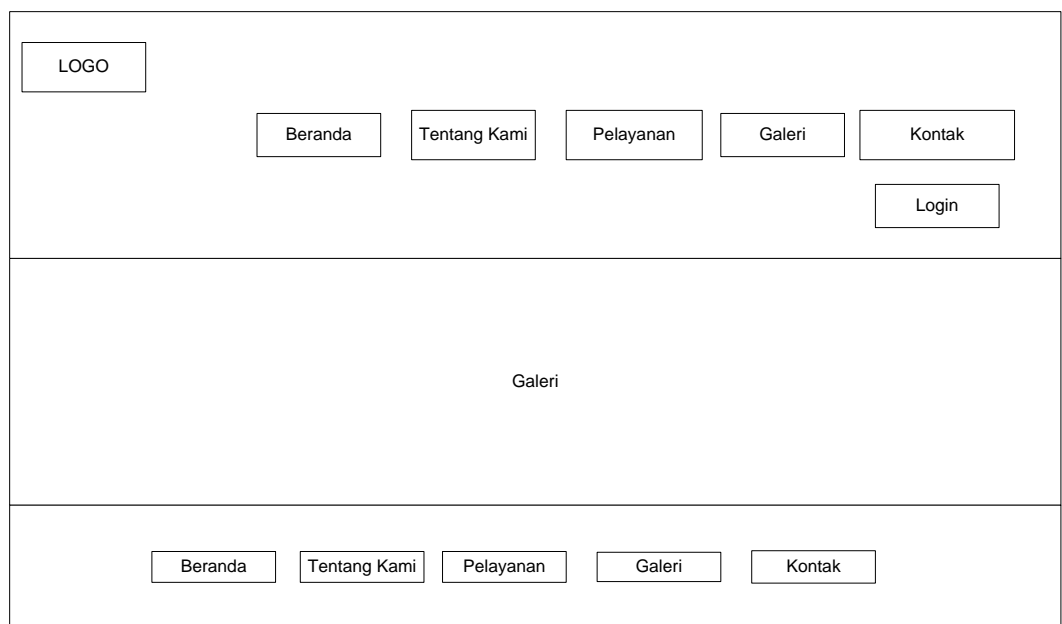 LOGO
Beranda
Tentang Kami
Pelayanan
Galeri
Kontak
Login
Galeri
Beranda
Tentang Kami
Pelayanan
Galeri
Kontak